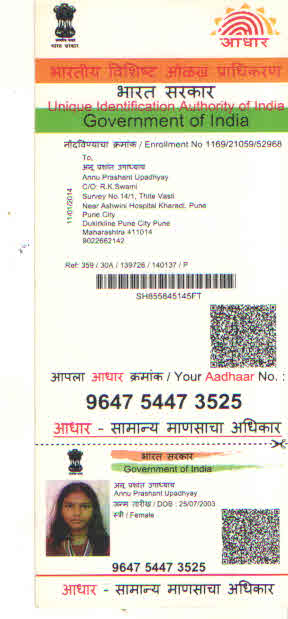 भारत सरकार
आधार
भारतीय विशिष्ट ओळख प्राधिकरण
भारत सरकार
Unique Identification Authority of India
Government of India
नोंदविण्याचा क्रमांक / Enrollment No 1169/21059/52968
To,
अनु प्रशांत उपाध्याय
Annu Prashant Upadhyay
C/O: R.K.Swami
Survey No.14/1, Thite Vasti
Near Ashwini Hospital Kharadi, Pune
Pune City
Dukirkline Pune City Pune
Maharashtra 411014
9022662142
11/01/2014
Ref: 359 / 30A / 139726 / 140137 / P
SH855645145FT
आपला आधार क्रमांक / Your Aadhaar No. :
9647 5447 3525
आधार - सामान्य माणसाचा अधिकार
भारत सरकार
Government of India
अनु प्रशांत उपाध्याय
Annu Prashant Upadhyay
जन्म तारीख / DOB : 25/07/2003
स्त्री / Female
9647 5447 3525
आधार - सामान्य माणसाचा अधिकार